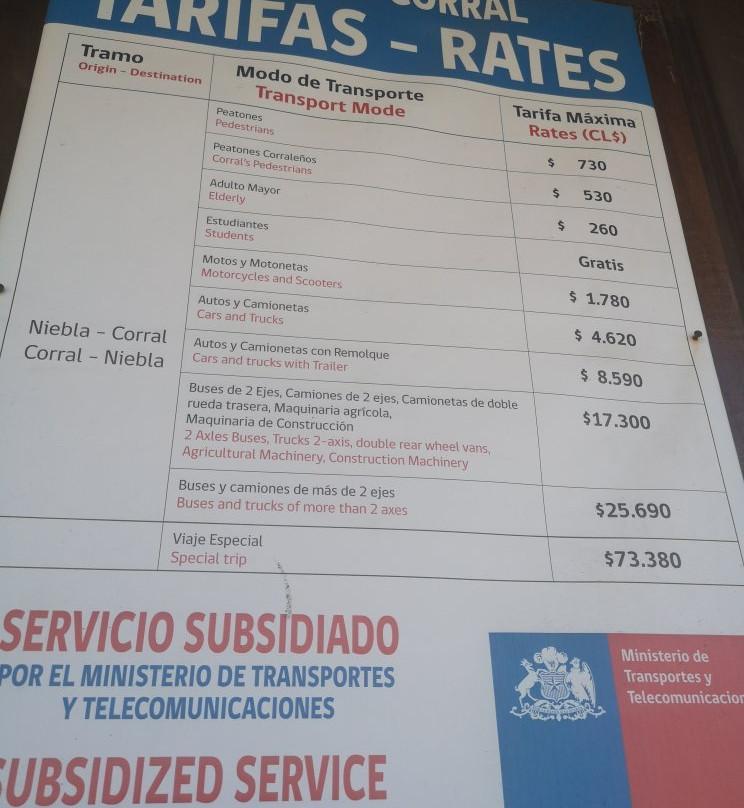 CORRAL
TARIFAS – RATES
Tramo
Origin – Destination
Modo de Transporte
Transport Mode
Tarifa Máxima
Rates (CL$)
Peatones
Pedestrians
$ 730
Peatones Corraleños
Corral's Pedestrians
$ 530
Adulto Mayor
Elderly
$ 260
Estudiantes
Students
Gratis
Motos y Motonetas
Motorcycles and Scooters
$ 1.780
Autos y Camionetas
Cars and Trucks
$ 4.620
Niebla – Corral
Corral – Niebla
Autos y Camionetas con Remolque
Cars and trucks with Trailer
$ 8.590
Buses de 2 Ejes, Camiones de 2 ejes, Camionetas de doble
rueda trasera, Maquinaria agrícola,
Maquinaria de Construcción
2 Axles Buses, Trucks 2-axis, double rear wheel vans,
Agricultural Machinery, Construction Machinery
$17.300
Buses y camiones de más de 2 ejes
Buses and trucks of more than 2 axes
$25.690
Viaje Especial
Special trip
$73.380
SERVICIO SUBSIDIADO
POR EL MINISTERIO DE TRANSPORTES
Y TELECOMUNICACIONES
SUBSIDIZED SERVICE
Ministerio de
Transportes y
Telecomunicacion